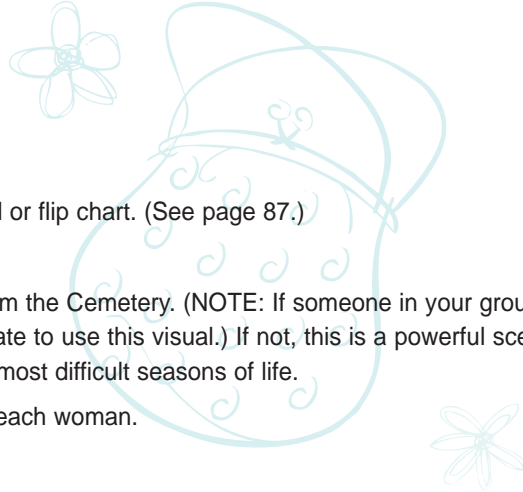 or flip chart. (See page 87.)
m the Cemetery. (NOTE: If someone in your grou
ate to use this visual.) If not, this is a powerful sce
most difficult seasons of life.
each woman.